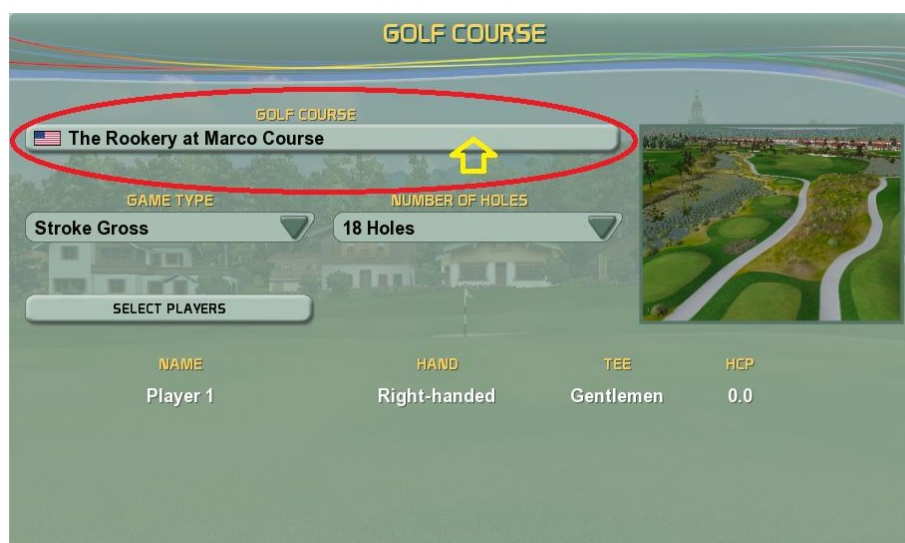 GOLF COURSE
GOLF COURSE
The Rookery at Marco Course
GAME TYPE NUMBER OF HOLES
Stroke Gross 18 Holes
SELECT PLAYERS
NAME HAND TEE HCP
Player 1 Right-handed Gentlemen 0.0